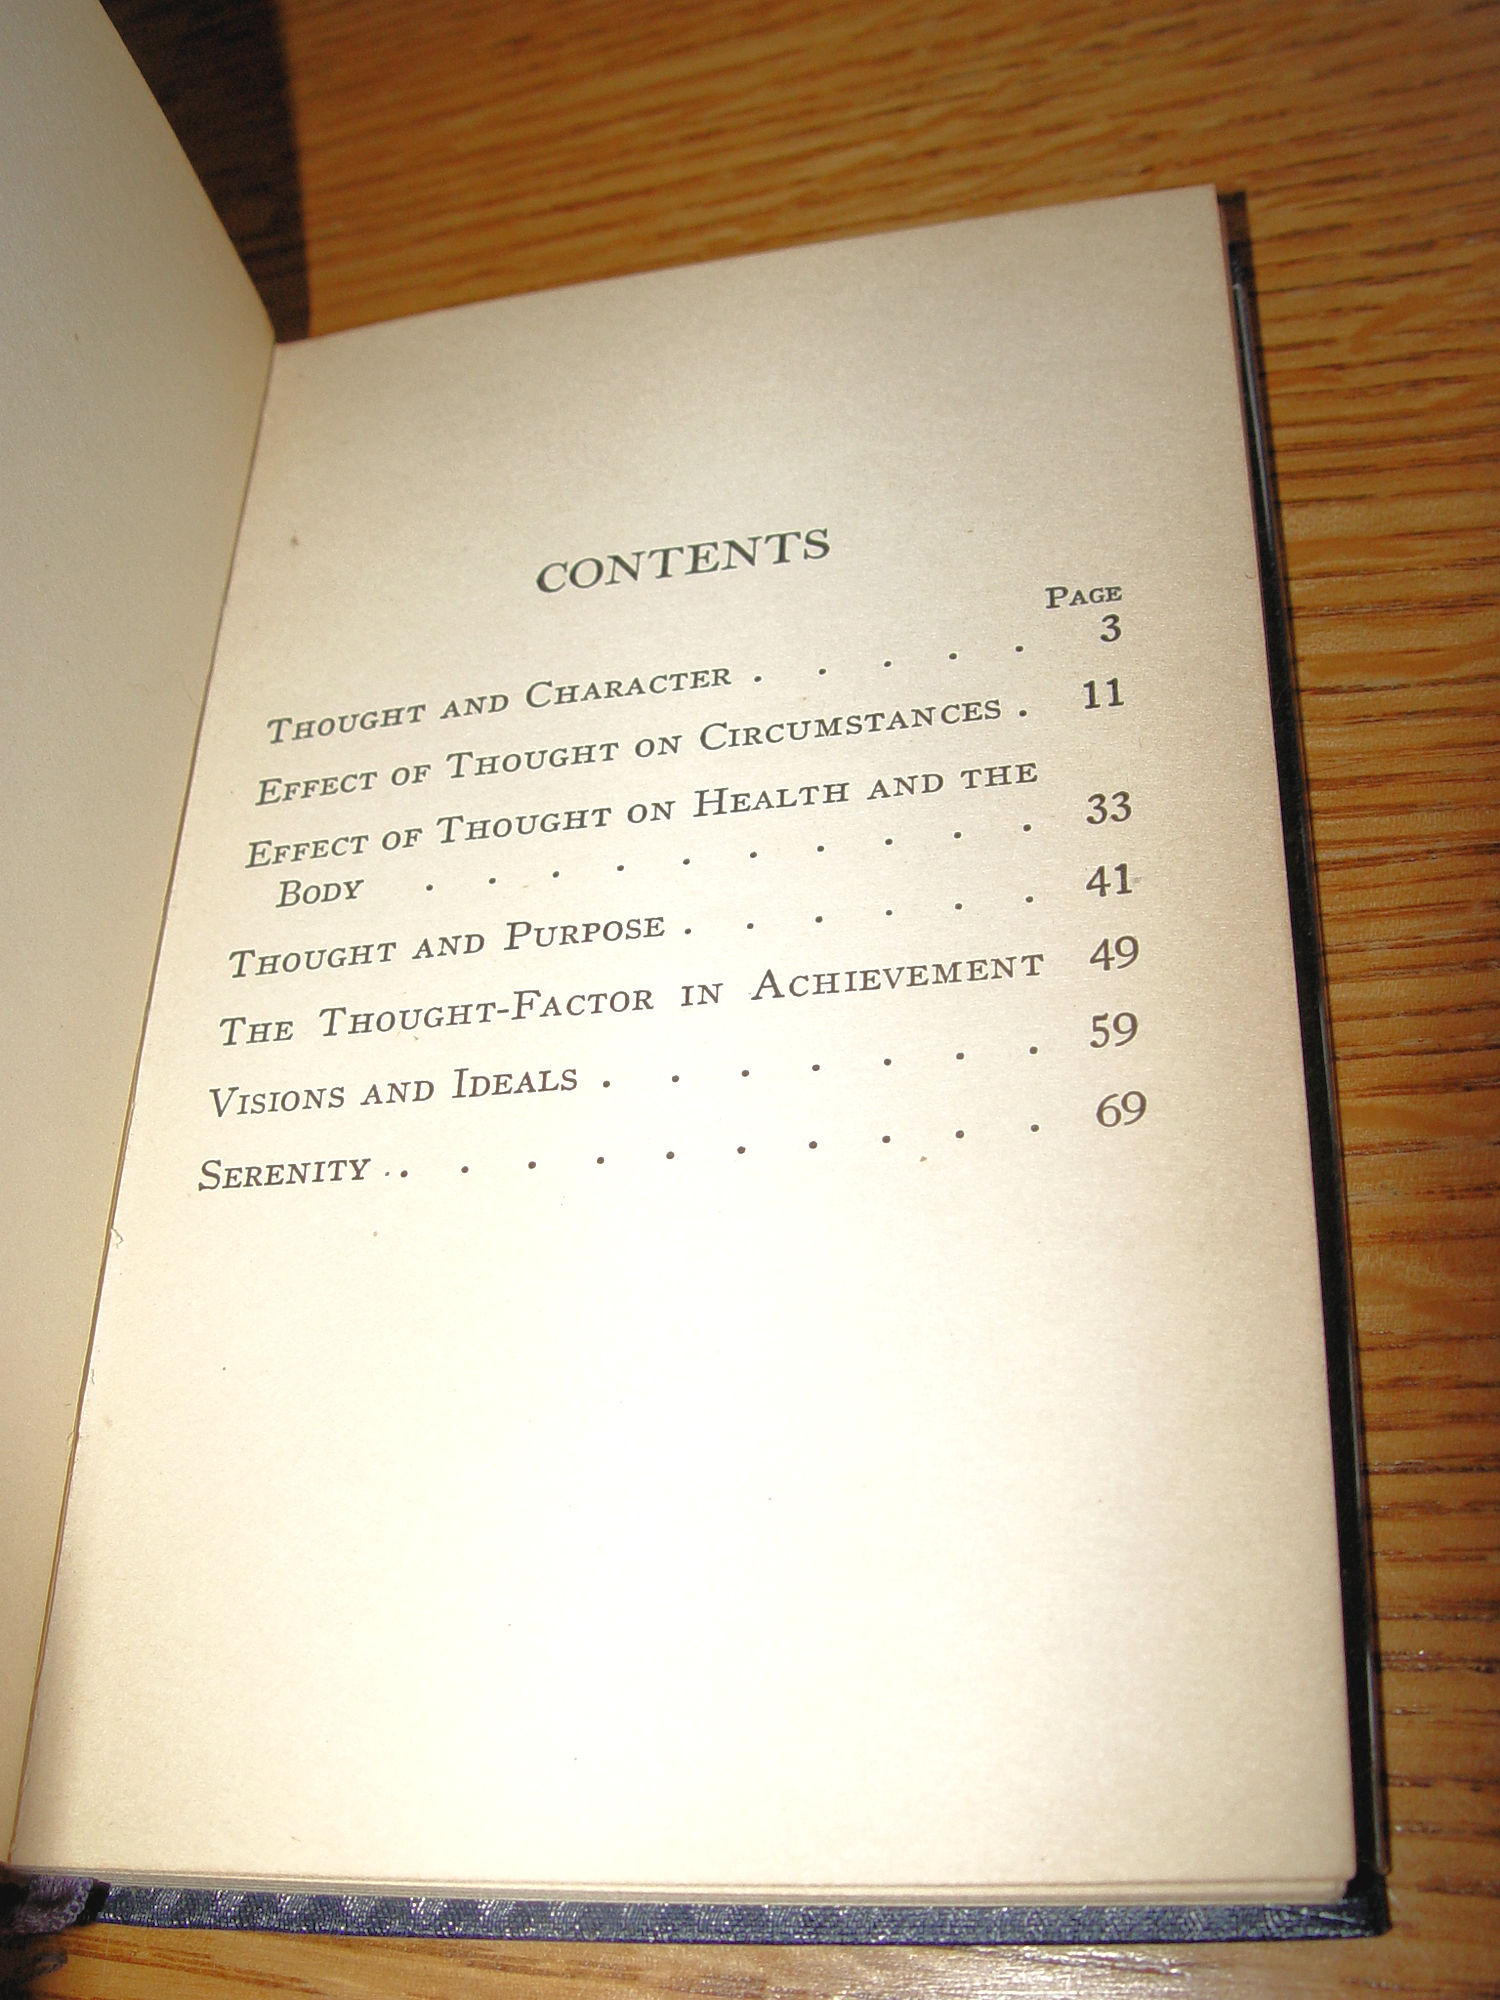 CONTENTS
PAGE
THOUGHT AND CHARACTER . . . . . 3
EFFECT OF THOUGHT ON CIRCUMSTANCES . 11
EFFECT OF THOUGHT ON HEALTH AND THE
BODY . . . . . . . . . . 33
THOUGHT AND PURPOSE . . . . . . 41
THE THOUGHT-FACTOR IN ACHIEVEMENT 49
VISIONS AND IDEALS . . . . . . . 59
SERENITY . . . . . . . . . . 69